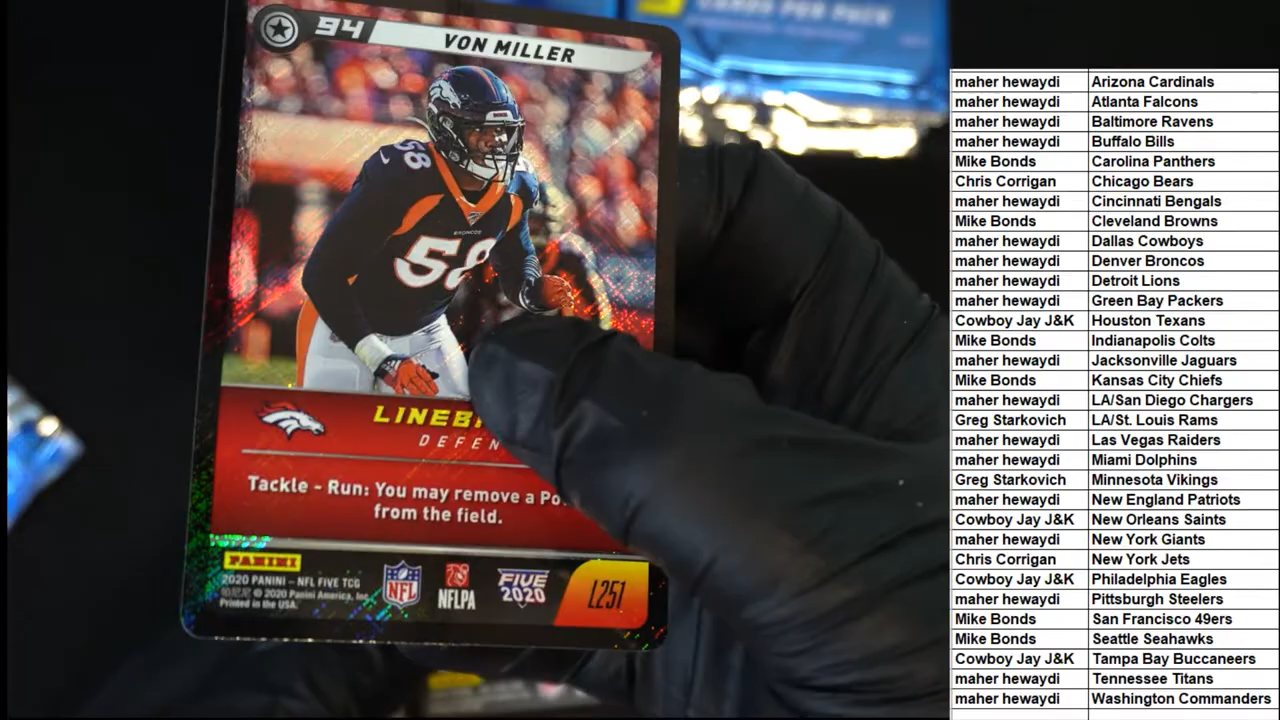 CARDS PER PACK
94 VON MILLER
58
BRONCOS
58
DEFEN
Tackle - Run: You may remove a
from the field.
PANINI
2020 PANINI - NFL FIVE TCG
© 2020 Panini America, Inc.
Printed in the USA.
NFL
NFLPA
FIVE
2020
L251
maher hewaydi Arizona Cardinals
maher hewaydi Atlanta Falcons
maher hewaydi Baltimore Ravens
maher hewaydi Buffalo Bills
Mike Bonds Carolina Panthers
Chris Corrigan Chicago Bears
maher hewaydi Cincinnati Bengals
Mike Bonds Cleveland Browns
maher hewaydi Dallas Cowboys
maher hewaydi Denver Broncos
maher hewaydi Detroit Lions
maher hewaydi Green Bay Packers
Cowboy Jay J&K Houston Texans
Mike Bonds Indianapolis Colts
maher hewaydi Jacksonville Jaguars
Mike Bonds Kansas City Chiefs
maher hewaydi LA/San Diego Chargers
Greg Starkovich LA/St. Louis Rams
maher hewaydi Las Vegas Raiders
maher hewaydi Miami Dolphins
Greg Starkovich Minnesota Vikings
maher hewaydi New England Patriots
Cowboy Jay J&K New Orleans Saints
maher hewaydi New York Giants
Chris Corrigan New York Jets
Cowboy Jay J&K Philadelphia Eagles
maher hewaydi Pittsburgh Steelers
Mike Bonds San Francisco 49ers
Mike Bonds Seattle Seahawks
Cowboy Jay J&K Tampa Bay Buccaneers
maher hewaydi Tennessee Titans
maher hewaydi Washington Commanders